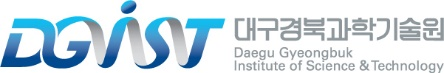 DGIST
대구경북과학기술원
Daegu Gyeongbuk
Institute of Science & Technology